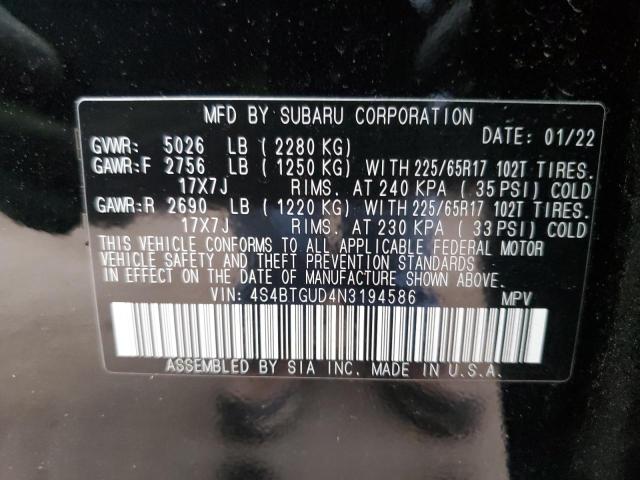 MFD BY SUBARU CORPORATION
DATE: 01/22
GVWR: 5026 LB ( 2280 KG)
GAWR:F 2756 LB ( 1250 KG) WITH 225/65R17 102T TIRES.
17X7J RIMS. AT 240 KPA ( 35 PSI) COLD
GAWR:R 2690 LB ( 1220 KG) WITH 225/65R17 102T TIRES.
17X7J RIMS. AT 230 KPA ( 33 PSI) COLD
THIS VEHICLE CONFORMS TO ALL APPLICABLE FEDERAL MOTOR
VEHICLE SAFETY AND THEFT PREVENTION STANDARDS
IN EFFECT ON THE DATE OF MANUFACTURE SHOWN ABOVE.
VIN: 4S4BTGUD4N3194586 MPV
ASSEMBLED BY SIA INC. MADE IN U.S.A.